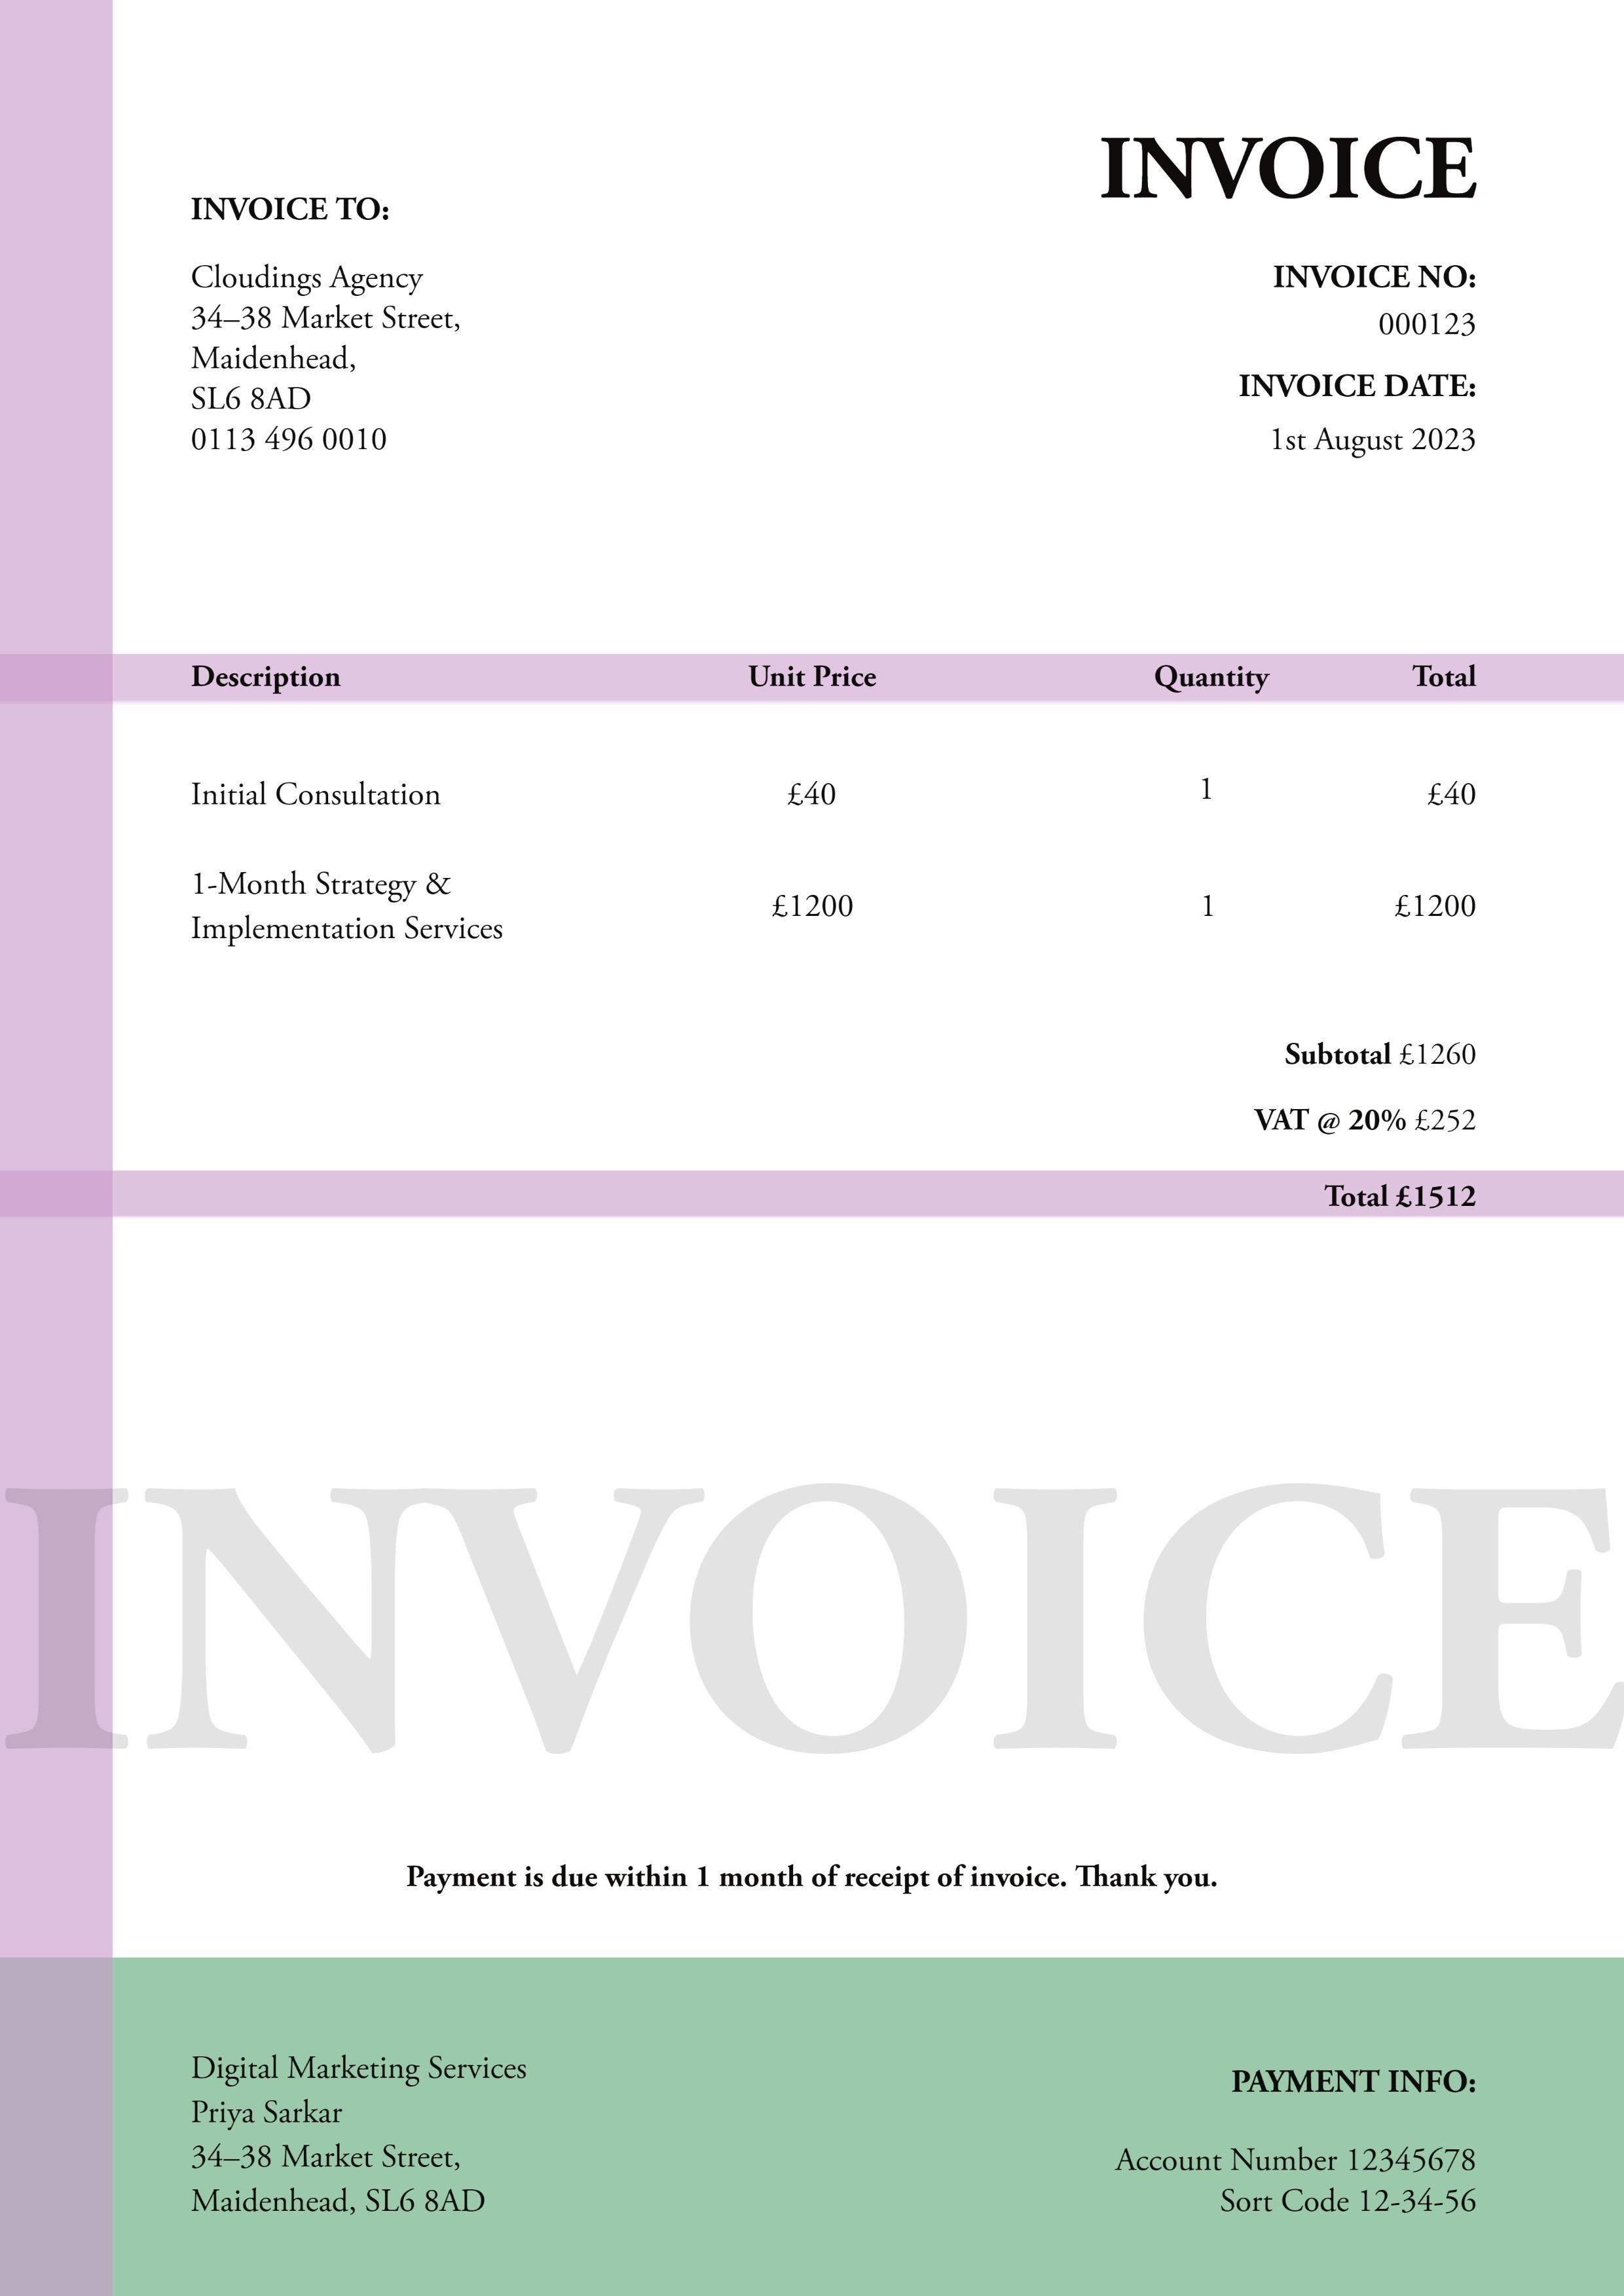 INVOICE
INVOICE TO:
Cloudings Agency
34–38 Market Street,
Maidenhead,
SL6 8AD
0113 496 0010
INVOICE NO:
000123
INVOICE DATE:
1st August 2023
Description Unit Price Quantity Total
Initial Consultation £40 1 £40
1-Month Strategy &
Implementation Services £1200 1 £1200
Subtotal £1260
VAT @ 20% £252
Total £1512
INVOICE
Payment is due within 1 month of receipt of invoice. Thank you.
Digital Marketing Services
Priya Sarkar
34–38 Market Street,
Maidenhead, SL6 8AD
PAYMENT INFO:
Account Number 12345678
Sort Code 12-34-56